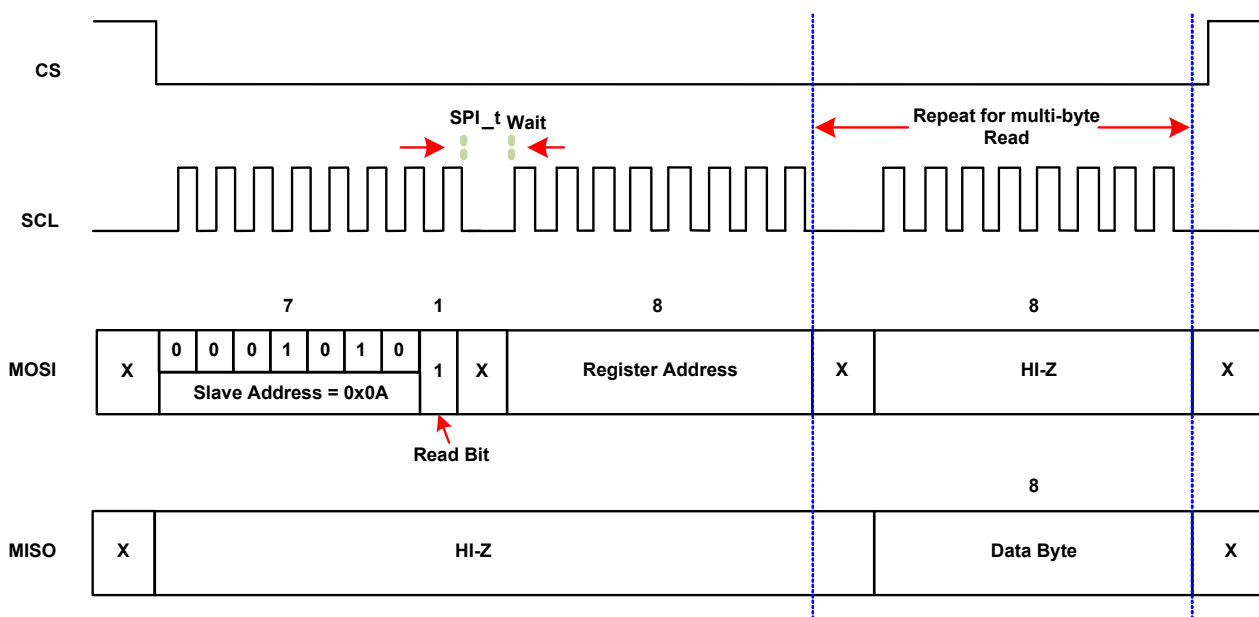 CS
SPI_t Wait
Repeat for multi-byte
Read
SCL
7 1 8 8
MOSI
X 0 0 0 1 0 1 0 1 X Register Address X HI-Z X
Slave Address = 0x0A
Read Bit
8
MISO X HI-Z Data Byte X